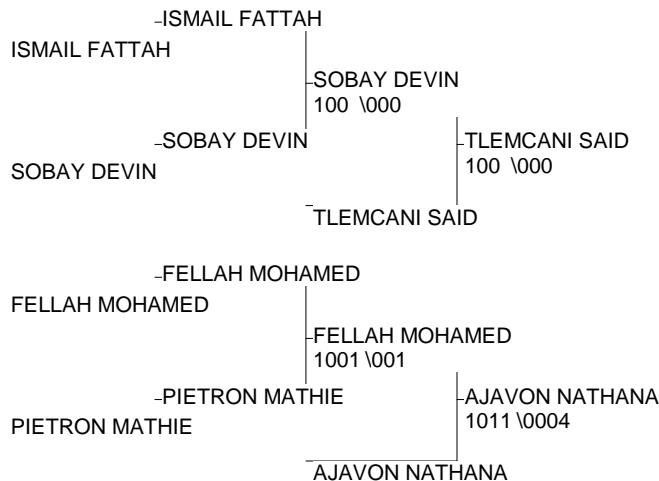 ISMAIL FATTAH
ISMAIL FATTAH
SOBAY DEVIN
100 \000
SOBAY DEVIN
TLEMCANI SAID
100 \000
SOBAY DEVIN
TLEMCANI SAID
FELLAH MOHAMED
FELLAH MOHAMED
FELLAH MOHAMED
1001 \001
PIETRON MATHIE
AJAVON NATHANA
1011 \0004
PIETRON MATHIE
AJAVON NATHANA